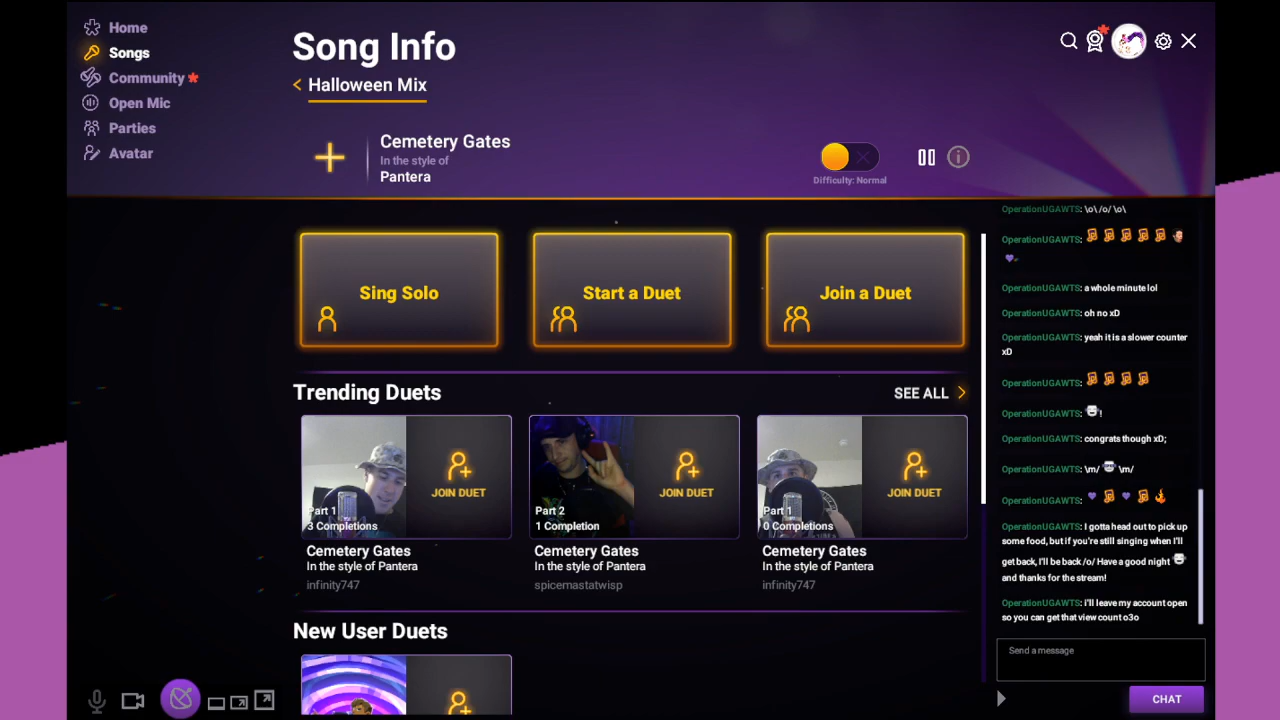 Home
Songs
Community
Open Mic
Parties
Avatar
Song Info
Halloween Mix
Cemetery Gates
In the style of
Pantera
Difficulty: Normal
Sing Solo
Start a Duet
Join a Duet
Trending Duets
SEE ALL
JOIN DUET
Part 1
3 Completions
Cemetery Gates
In the style of Pantera
infinity747
JOIN DUET
Part 2
1 Completion
Cemetery Gates
In the style of Pantera
spicemastatwisp
JOIN DUET
Part 1
0 Completions
Cemetery Gates
In the style of Pantera
infinity747
New User Duets
OperationUGAWTS: \o\ /o/ \o\
OperationUGAWTS:
OperationUGAWTS: a whole minute lol
OperationUGAWTS: oh no xD
OperationUGAWTS: yeah it is a slower counter
xD
OperationUGAWTS:
OperationUGAWTS: !
OperationUGAWTS: congrats though xD;
OperationUGAWTS: \m/ \m/
OperationUGAWTS:
OperationUGAWTS: I gotta head out to pick up
some food, but if you're still singing when I'll
get back, I'll be back /o/ Have a good night
and thanks for the stream!
OperationUGAWTS: i'll leave my account open
so you can get that view count o3o
Send a message
CHAT